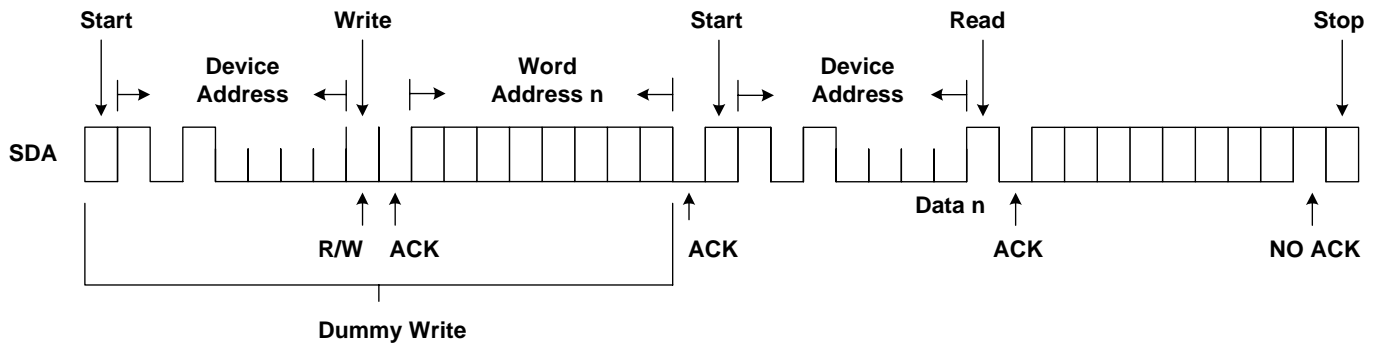 Start Write Start Read Stop
Device Word Device
Address Address n Address
SDA
Data n
R/W ACK ACK ACK NO ACK
Dummy Write